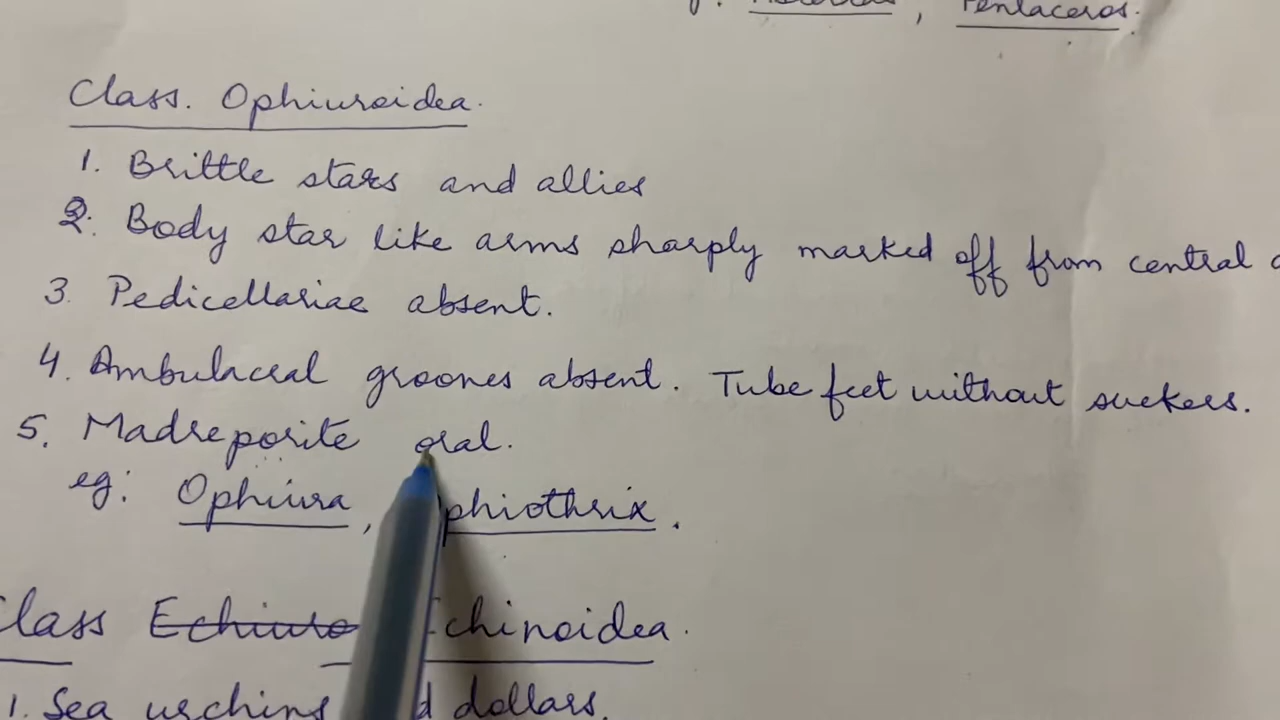 Pentaceros.
Class. Ophiuroidea.
1. Brittle stars and allies
2. Body star like arms sharply marked off from central
3. Pedicellariae absent.
4. Ambulacral grooves absent. Tube feet without suckers.
5. Madreporite oral.
eg: Ophiura, phiothrix.
Class Echiuro Echinoidea.
1. Sea urchins d dollars.